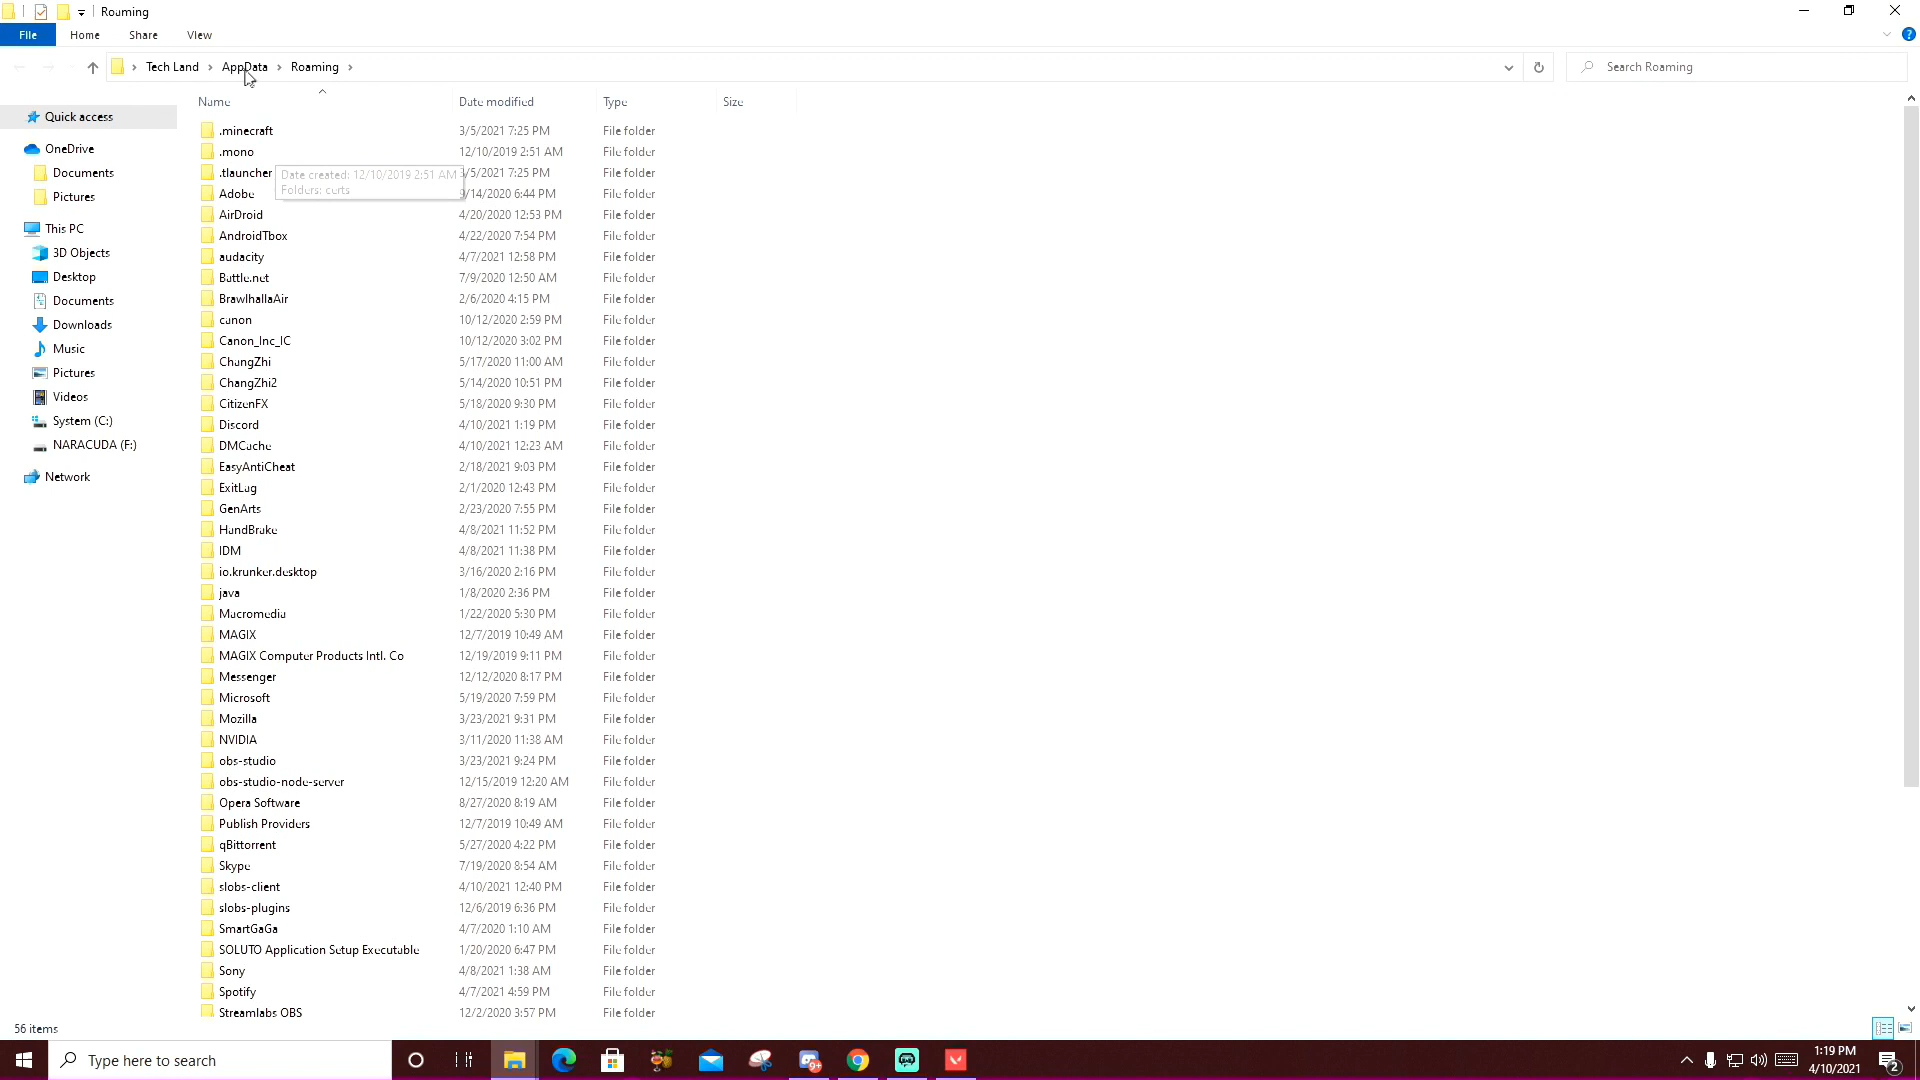 Roaming
File Home Share View
Tech Land AppData Roaming
Search Roaming
Name Date modified Type Size
Quick access
OneDrive
Documents
Pictures
This PC
3D Objects
Desktop
Documents
Downloads
Music
Pictures
Videos
System (C:)
NARACUDA (F:)
Network
.minecraft 3/5/2021 7:25 PM File folder
.mono 12/10/2019 2:51 AM File folder
.tlauncher 3/5/2021 7:25 PM File folder
Date created: 12/10/2019 2:51 AM
Folders: certs
Adobe 9/14/2020 6:44 PM File folder
AirDroid 4/20/2020 12:53 PM File folder
AndroidTbox 4/22/2020 7:54 PM File folder
audacity 4/7/2021 12:58 PM File folder
Battle.net 7/9/2020 12:50 AM File folder
BrawlhallaAir 2/6/2020 4:15 PM File folder
canon 10/12/2020 2:59 PM File folder
Canon_Inc_IC 10/12/2020 3:02 PM File folder
ChangZhi 5/17/2020 11:00 AM File folder
ChangZhi2 5/14/2020 10:51 PM File folder
CitizenFX 5/18/2020 9:30 PM File folder
Discord 4/10/2021 1:19 PM File folder
DMCache 4/10/2021 12:23 AM File folder
EasyAntiCheat 2/18/2021 9:03 PM File folder
ExitLag 2/1/2020 12:43 PM File folder
GenArts 2/23/2020 7:55 PM File folder
HandBrake 4/8/2021 11:52 PM File folder
IDM 4/8/2021 11:38 PM File folder
io.krunker.desktop 3/16/2020 2:16 PM File folder
java 1/8/2020 2:36 PM File folder
Macromedia 1/22/2020 5:30 PM File folder
MAGIX 12/7/2019 10:49 AM File folder
MAGIX Computer Products Intl. Co 12/19/2019 9:11 PM File folder
Messenger 12/12/2020 8:17 PM File folder
Microsoft 5/19/2020 7:59 PM File folder
Mozilla 3/23/2021 9:31 PM File folder
NVIDIA 3/11/2020 11:38 AM File folder
obs-studio 3/23/2021 9:24 PM File folder
obs-studio-node-server 12/15/2019 12:20 AM File folder
Opera Software 8/27/2020 8:19 AM File folder
Publish Providers 12/7/2019 10:49 AM File folder
qBittorrent 5/27/2020 4:22 PM File folder
Skype 7/19/2020 8:54 AM File folder
slobs-client 4/10/2021 12:40 PM File folder
slobs-plugins 12/6/2019 6:36 PM File folder
SmartGaGa 4/7/2020 1:10 AM File folder
SOLUTO Application Setup Executable 1/20/2020 6:47 PM File folder
Sony 4/8/2021 1:38 AM File folder
Spotify 4/7/2021 4:59 PM File folder
Streamlabs OBS 12/2/2020 3:57 PM File folder
56 items
Type here to search
9+
1:19 PM
4/10/2021
2